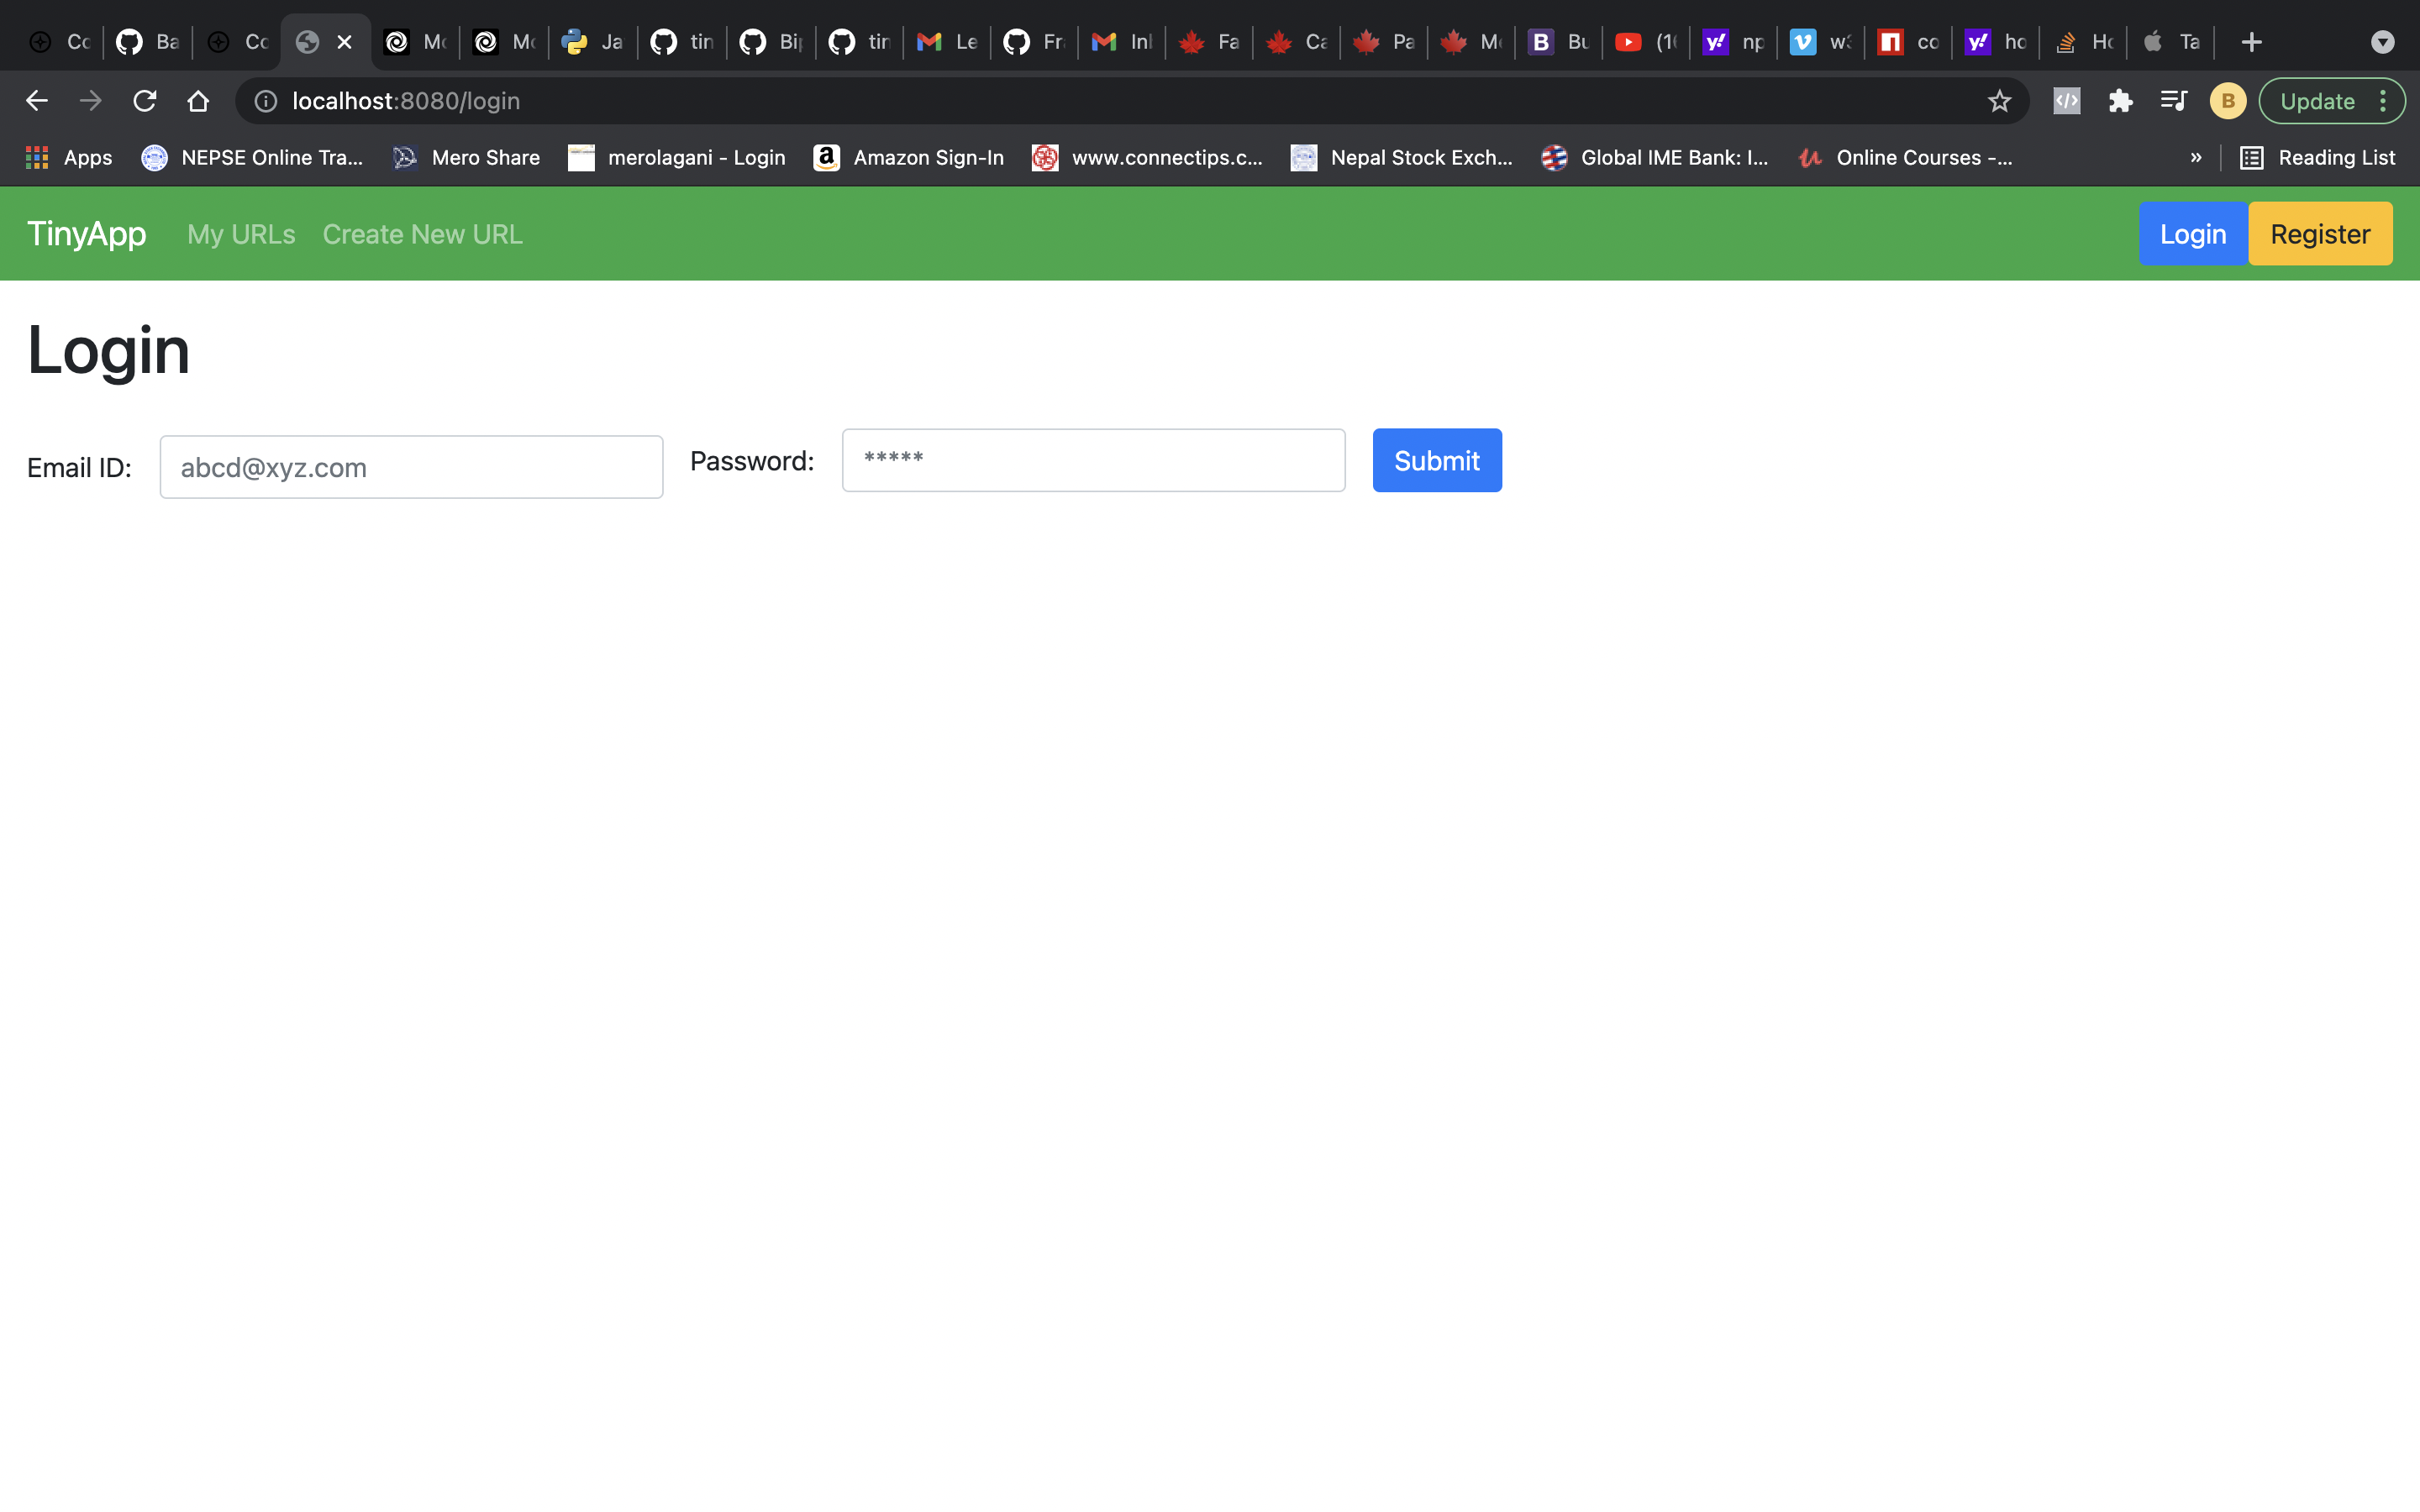 Co Ba Co Mo Mo Ja tin Bip tin Le Fr Inl Fa Ca Pa Mo Bu (16 np w3 co ho Ho Ta
localhost:8080/login B Update
Apps NEPSE Online Tra... Mero Share merolagani - Login Amazon Sign-In www.connectips.c... Nepal Stock Exch... Global IME Bank: I... Online Courses -... » Reading List
TinyApp My URLs Create New URL Login Register
Login
Email ID: abcd@xyz.com Password: ***** Submit